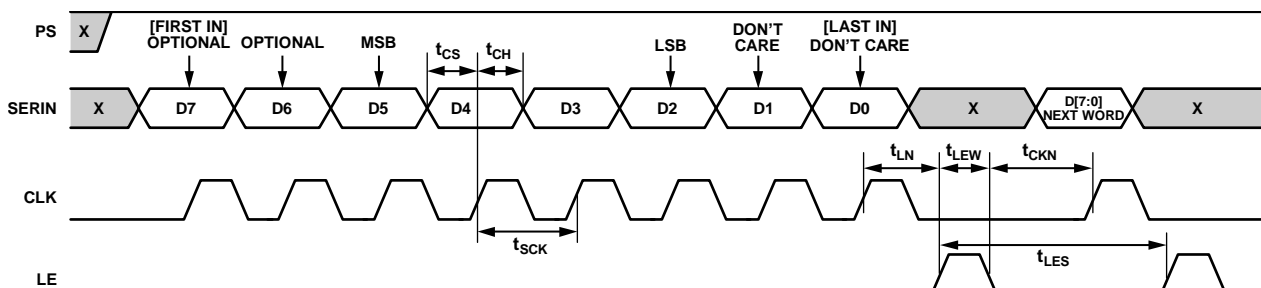 PS X
[FIRST IN]
OPTIONAL
OPTIONAL
MSB
tCS
tCH
LSB
DON'T
CARE
[LAST IN]
DON'T CARE
SERIN X D7 D6 D5 D4 D3 D2 D1 D0 X
D[7:0]
NEXT WORD
X
tLN tLEW tCKN
CLK
tSCK
tLES
LE